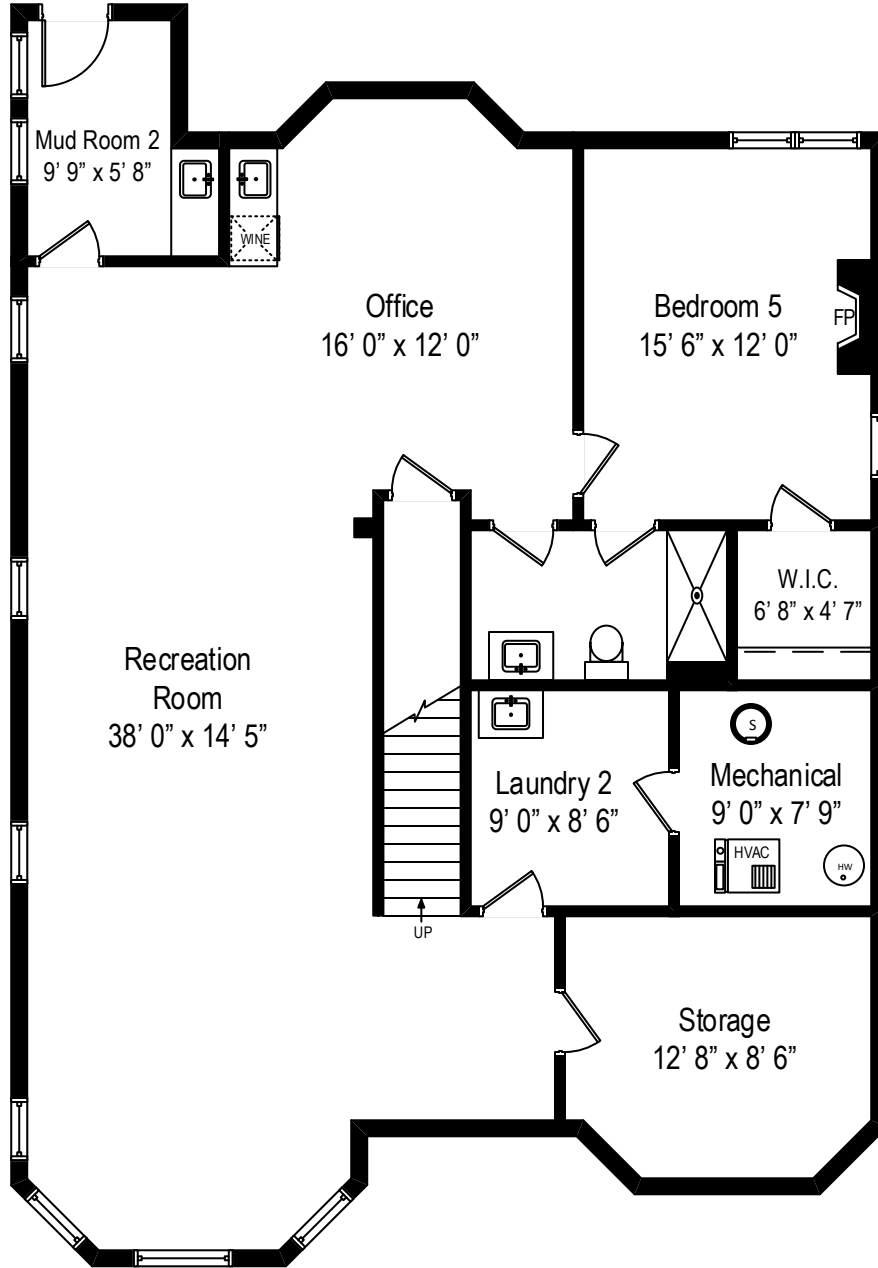 Mud Room 2
9’ 9” x 5’ 8”
WINE
Office
16’ 0” x 12’ 0”
Bedroom 5
15’ 6” x 12’ 0”
FP
W.I.C.
6’ 8” x 4’ 7”
Recreation
Room
38’ 0” x 14’ 5”
S
Laundry 2
9’ 0” x 8’ 6”
Mechanical
9’ 0” x 7’ 9”
HVAC
HW
UP
Storage
12’ 8” x 8’ 6”